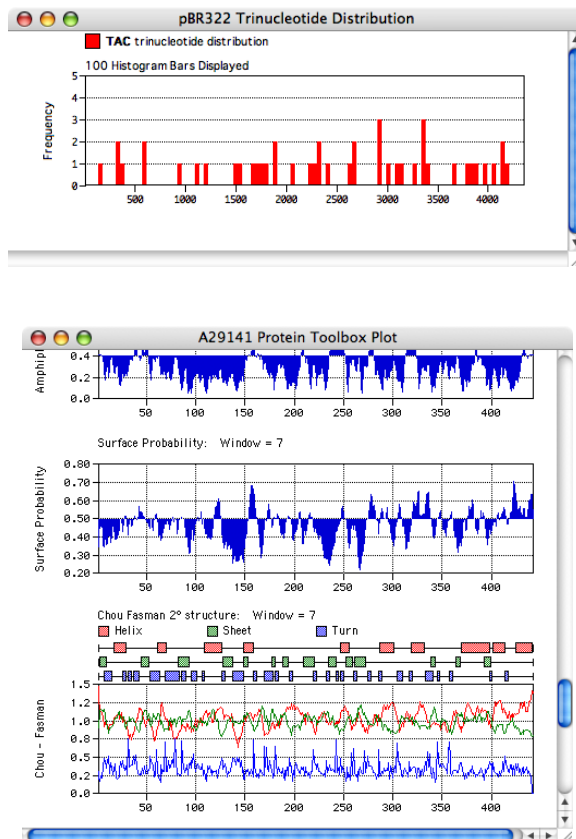 pBR322 Trinucleotide Distribution
TAC trinucleotide distribution
100 Histogram Bars Displayed
Frequency
5
4
3
2
1
0
500 1000 1500 2000 2500 3000 3500 4000
A29141 Protein Toolbox Plot
Amphipl
0.4
0.2
0.0
50 100 150 200 250 300 350 400
Surface Probability: Window = 7
Surface Probability
0.80
0.70
0.60
0.50
0.40
0.30
0.20
50 100 150 200 250 300 350 400
Chou Fasman 2° structure: Window = 7
Helix Sheet Turn
Chou - Fasman
1.5
1.2
1.0
0.8
0.5
0.2
0.0
50 100 150 200 250 300 350 400